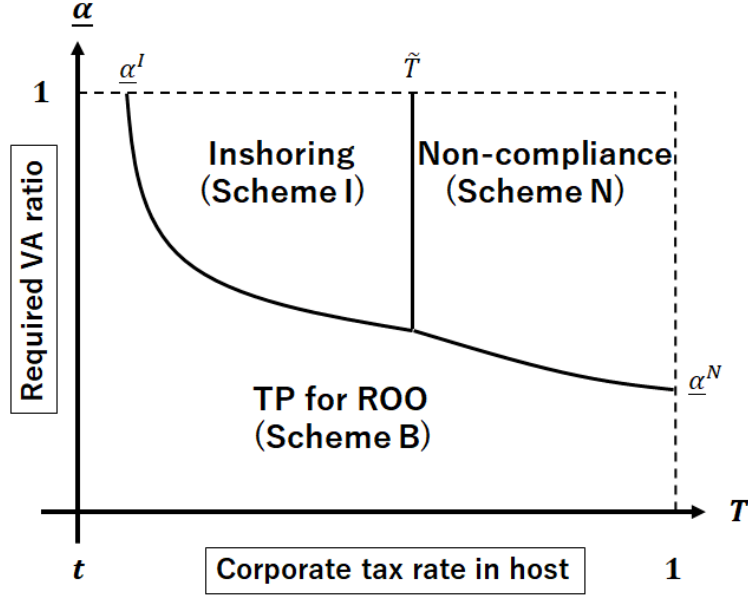 α
α^I
T̃
1
Inshoring
(Scheme I)
Non-compliance
(Scheme N)
Required VA ratio
TP for ROO
(Scheme B)
α^N
T
t
Corporate tax rate in host
1